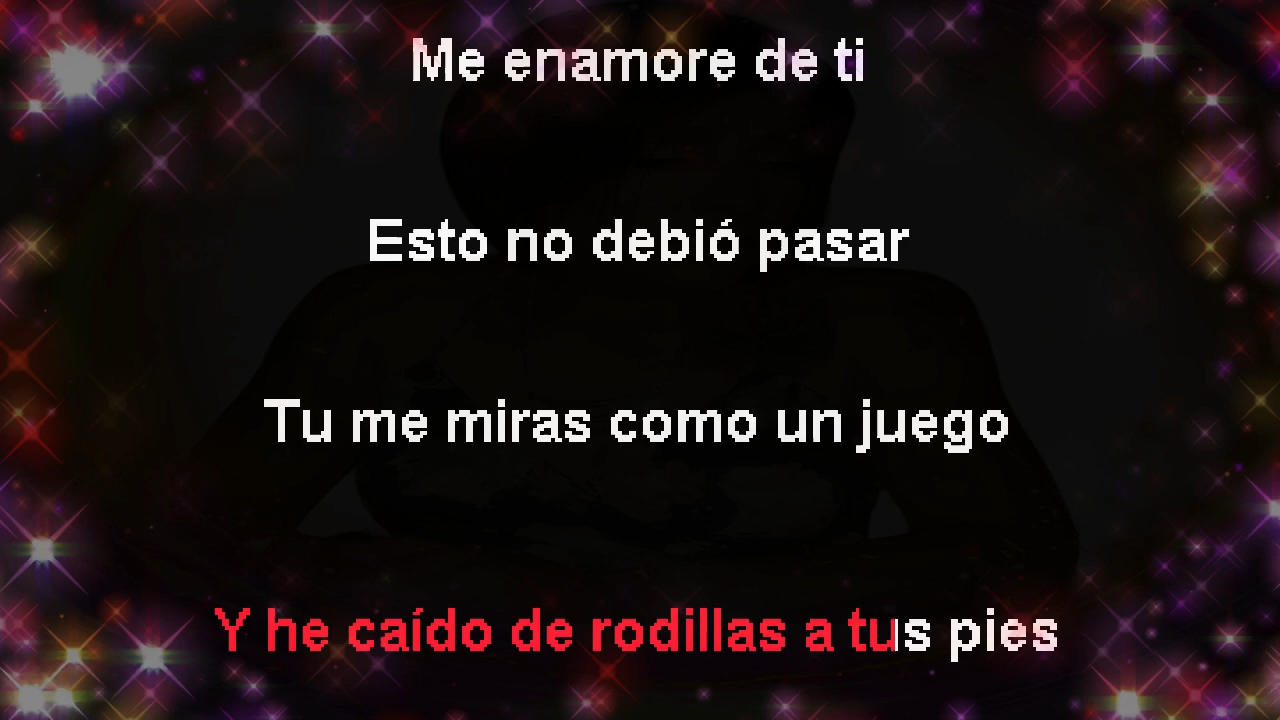 Me enamore de ti
Esto no debió pasar
Tu me miras como un juego
Y he caído de rodillas a tus pies